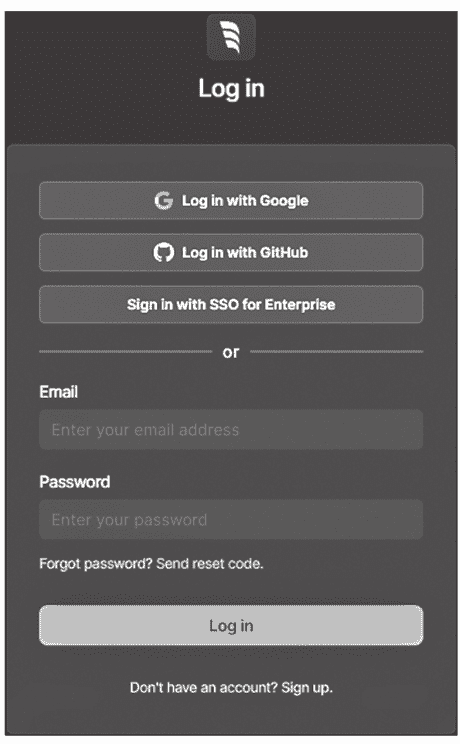 Log in
Log in with Google
Log in with GitHub
Sign in with SSO for Enterprise
or
Email
Enter your email address
Password
Enter your password
Forgot password? Send reset code.
Log in
Don't have an account? Sign up.